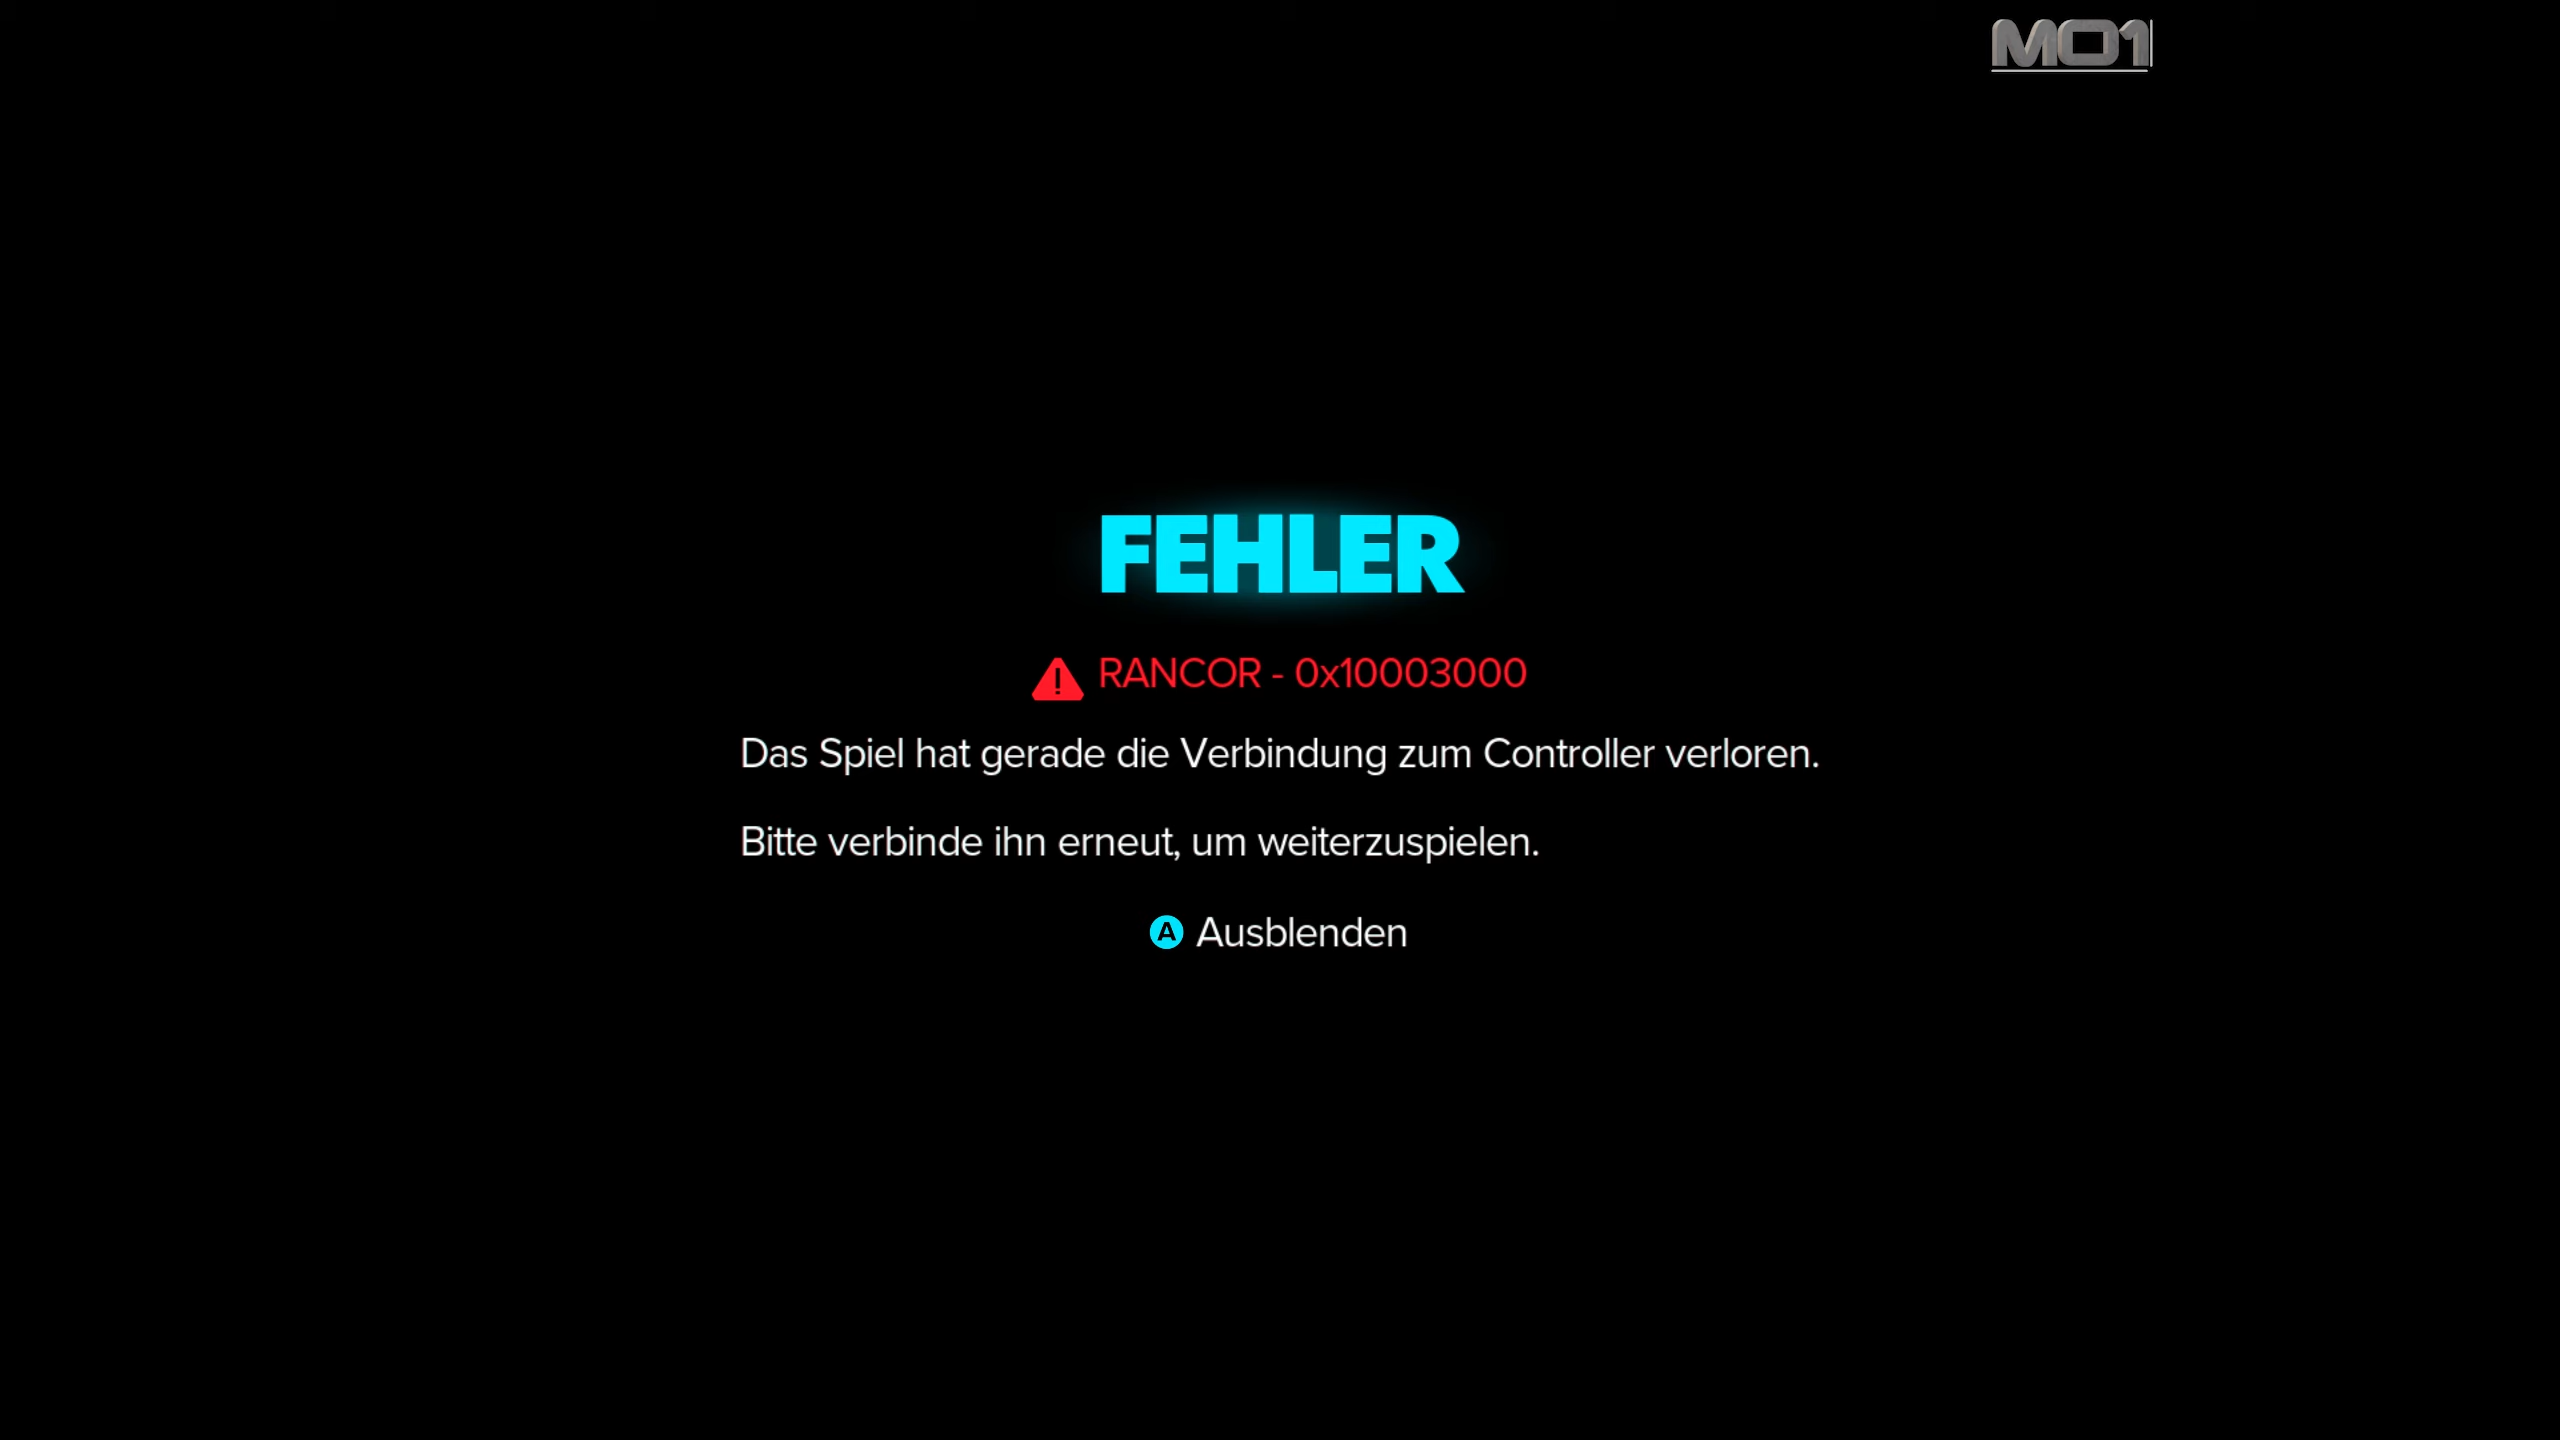 MO1
FEHLER
RANCOR - 0x10003000
Das Spiel hat gerade die Verbindung zum Controller verloren.
Bitte verbinde ihn erneut, um weiterzuspielen.
A Ausblenden